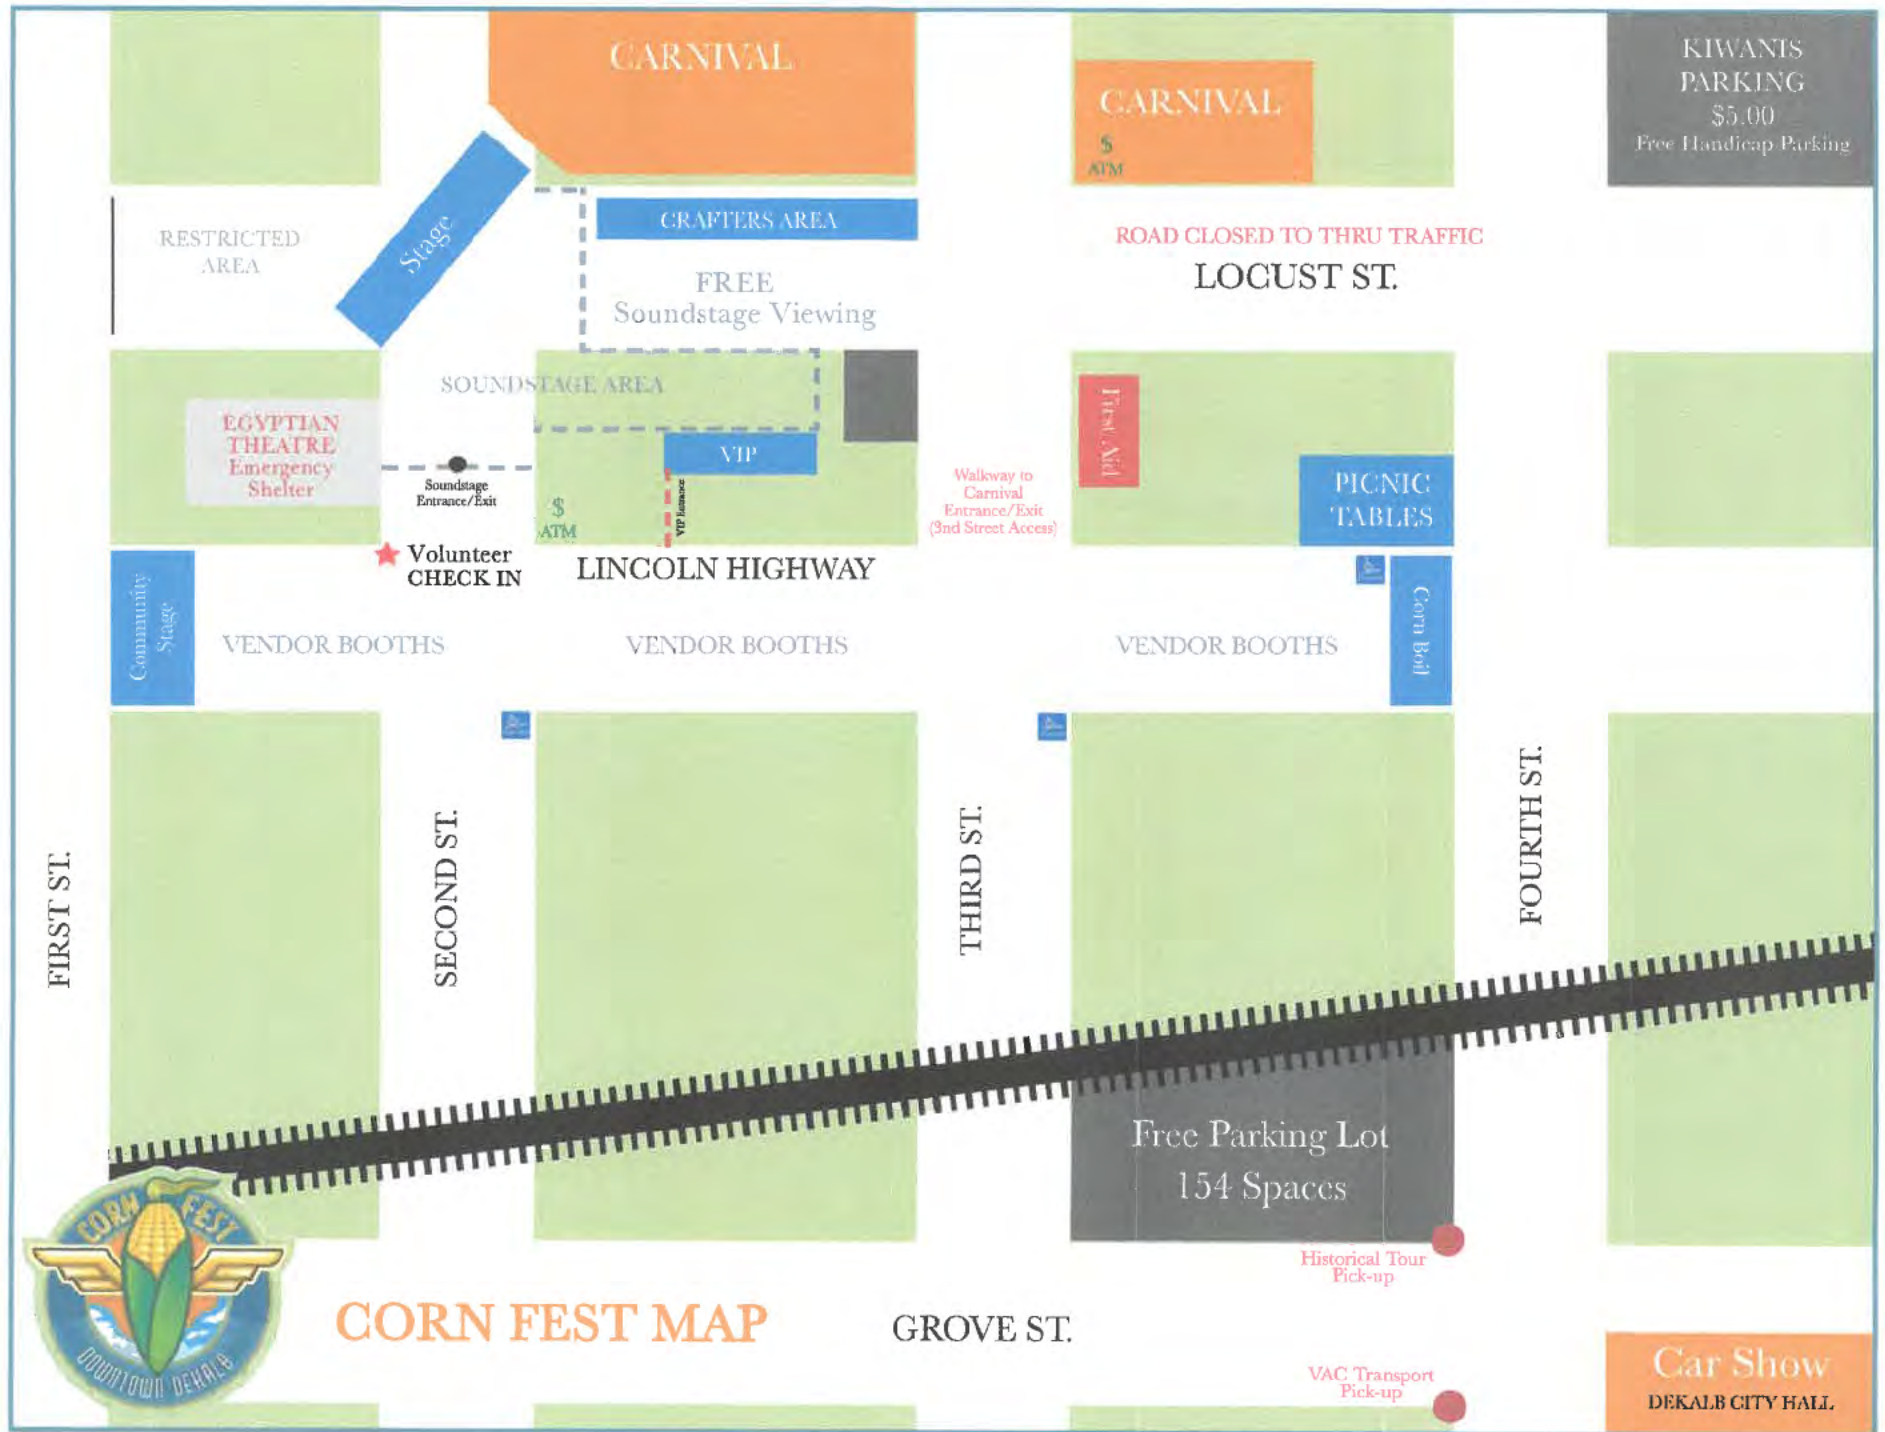 CARNIVAL
CARNIVAL
$
ATM
KIWANIS
PARKING
$5.00
Free Handicap Parking
RESTRICTED
AREA
Stage
CRAFTERS AREA
FREE
Soundstage Viewing
ROAD CLOSED TO THRU TRAFFIC
LOCUST ST.
SOUNDSTAGE AREA
EGYPTIAN
THEATRE
Emergency
Shelter
Soundstage
Entrance/Exit
VIP
VIP Entrance
$
ATM
Walkway to
Carnival
Entrance/Exit
(3nd Street Access)
First Aid
PICNIC
TABLES
Volunteer
CHECK IN
LINCOLN HIGHWAY
Community
Stage
VENDOR BOOTHS
VENDOR BOOTHS
VENDOR BOOTHS
Corn Boil
FIRST ST.
SECOND ST.
THIRD ST.
FOURTH ST.
Free Parking Lot
154 Spaces
Historical Tour
Pick-up
CORN FEST
DOWNTOWN DEKALB
CORN FEST MAP
GROVE ST.
VAC Transport
Pick-up
Car Show
DEKALB CITY HALL